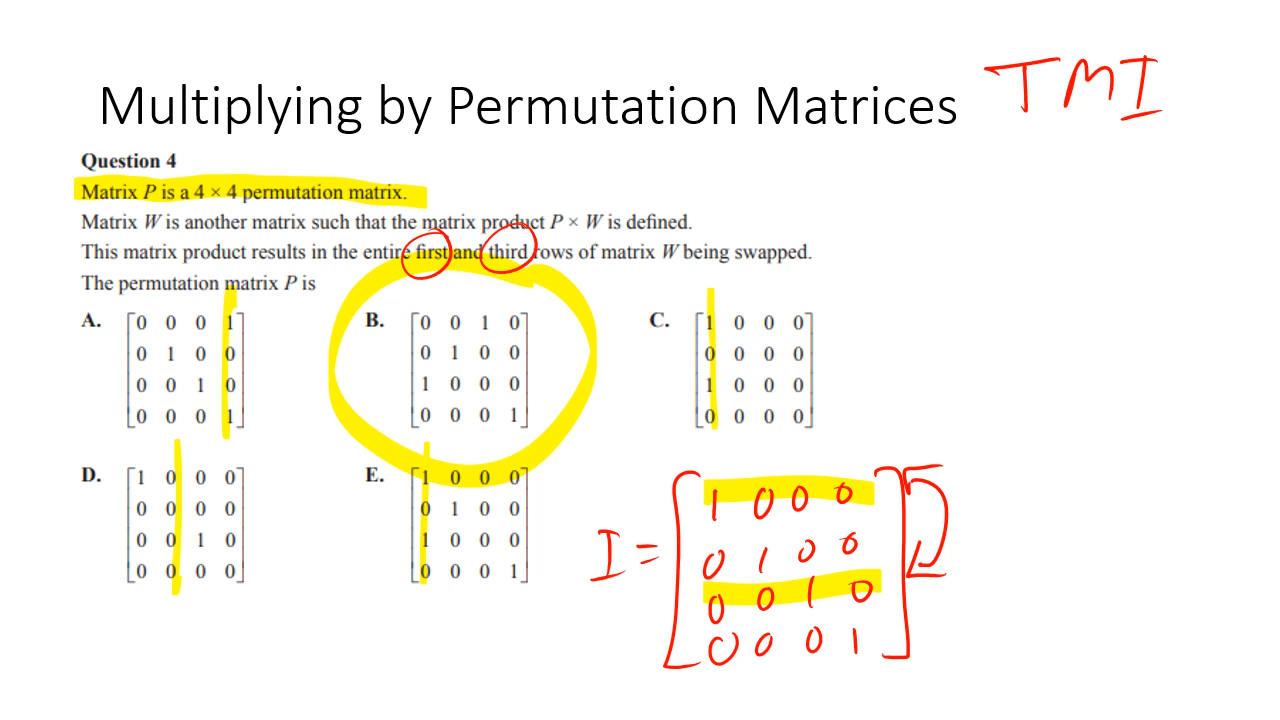 Multiplying by Permutation Matrices TMI
Question 4
Matrix P is a 4 × 4 permutation matrix.
Matrix W is another matrix such that the matrix product P × W is defined.
This matrix product results in the entire first and third rows of matrix W being swapped.
The permutation matrix P is
A. 0 0 0 1 B. 0 0 1 0 C. 1 0 0 0
0 1 0 0 0 1 0 0 0 0 0 0
0 0 1 0 1 0 0 0 1 0 0 0
0 0 0 1 0 0 0 1 0 0 0 0
D. 1 0 0 0 E. 1 0 0 0
0 0 0 0 0 1 0 0
0 0 1 0 1 0 0 0
0 0 0 0 0 0 0 1
1 0 0 0
I = 0 1 0 0
0 0 1 0
0 0 0 1